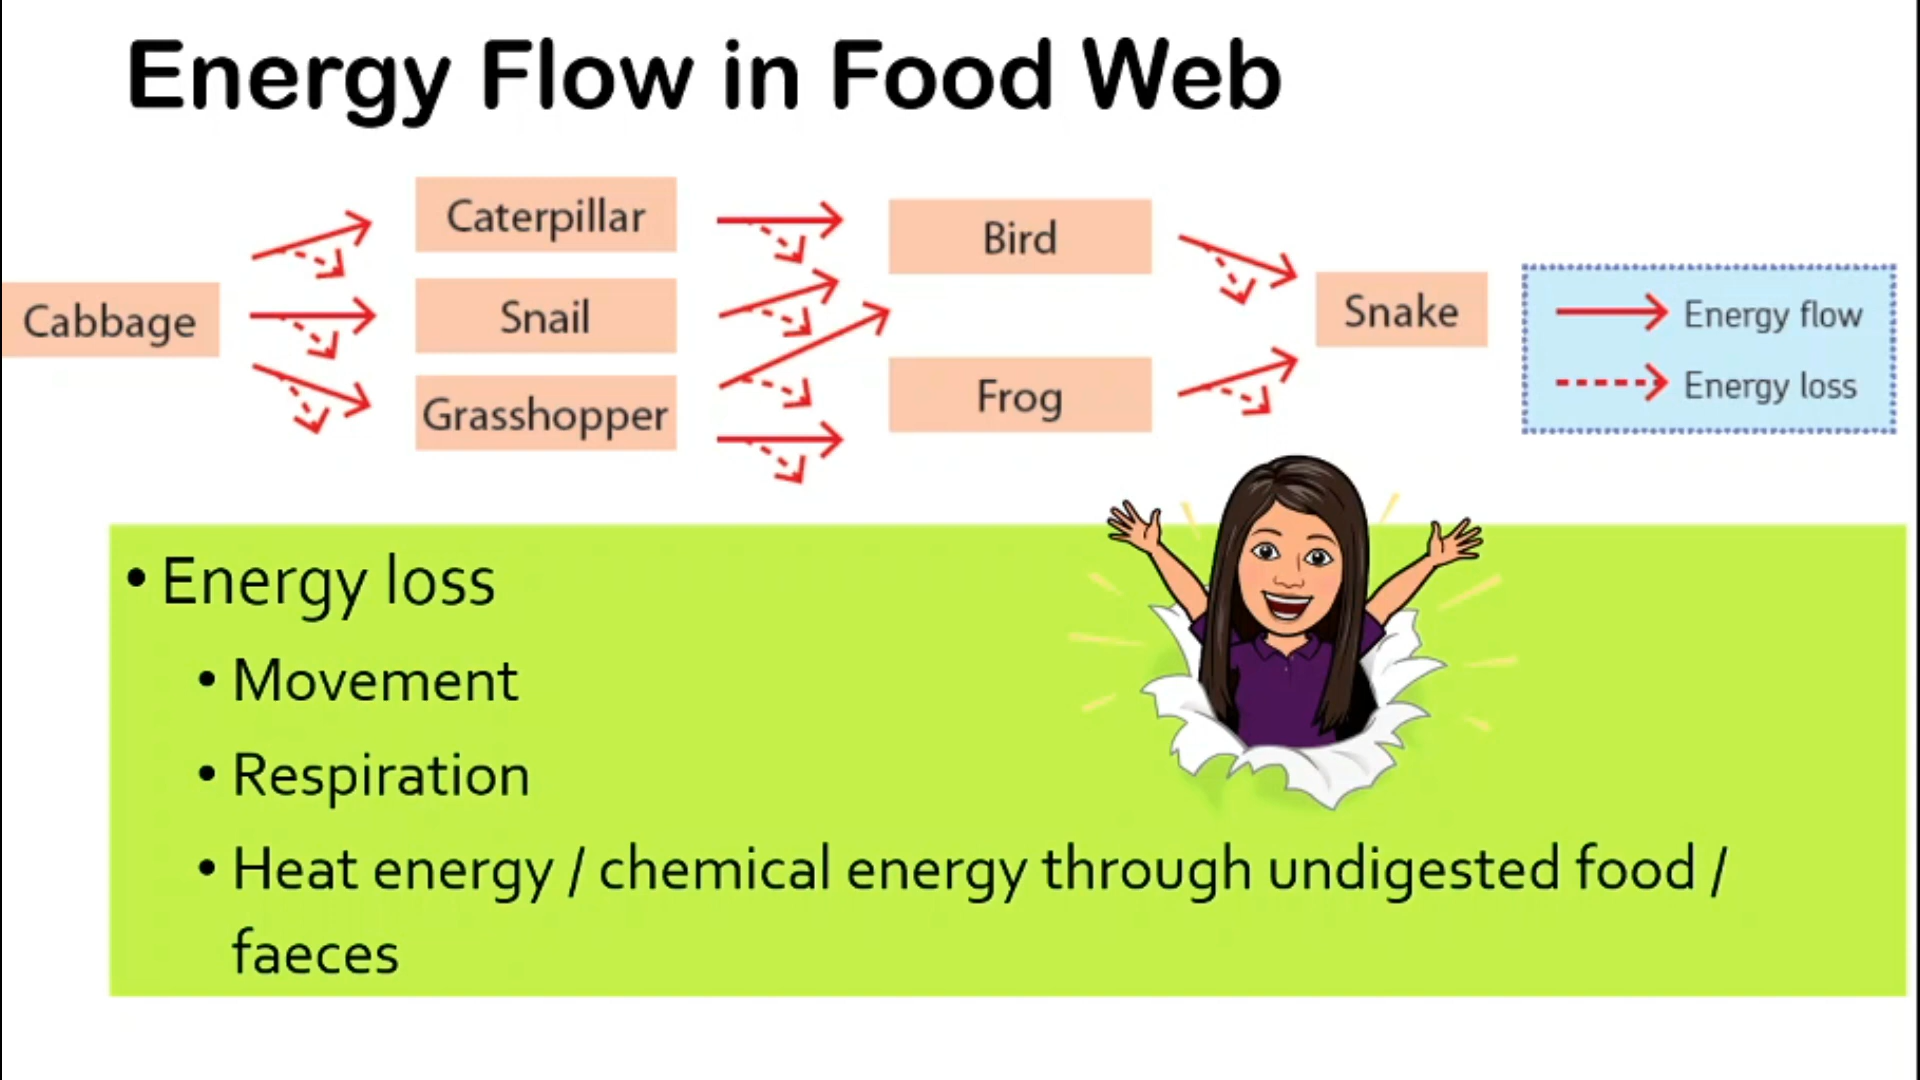 Energy Flow in Food Web
Caterpillar
Bird
Cabbage
Snail
Snake
Energy flow
Grasshopper
Frog
Energy loss
• Energy loss
• Movement
• Respiration
• Heat energy / chemical energy through undigested food /
faeces